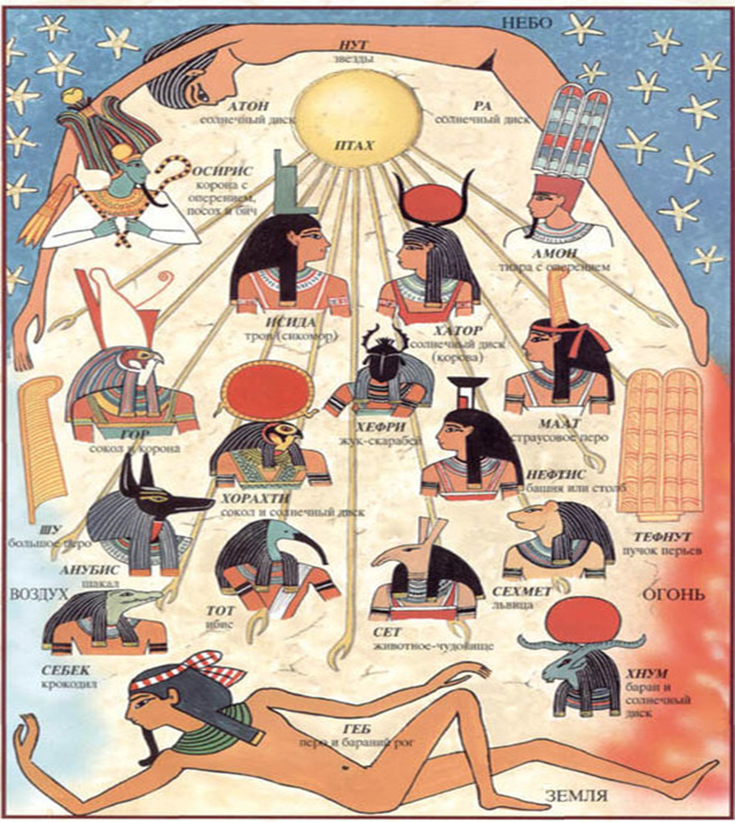 НЕБО
НУТ
звезды
АТОН
солнечный диск
РА
солнечный диск
ПТАХ
ОСИРИС
корона с
оперением,
посох и бич
АМОН
тиара с оперением
ИСИДА
трон (сикомор)
ХАТОР
солнечный диск
(корова)
ГОР
сокол и корона
ХЕФРИ
жук-скарабей
МААТ
страусовое перо
НЕФТИС
башня или столб
ХОРАХТИ
сокол и солнечный диск
ШУ
большое перо
ТЕФНУТ
пучок перьев
АНУБИС
шакал
ВОЗДУХ
ТОТ
ибис
СЕТ
животное-чудовище
СЕХМЕТ
львица
ОГОНЬ
СЕБЕК
крокодил
ХНУМ
баран и
солнечный
диск
ГЕБ
перо и бараний рог
ЗЕМЛЯ